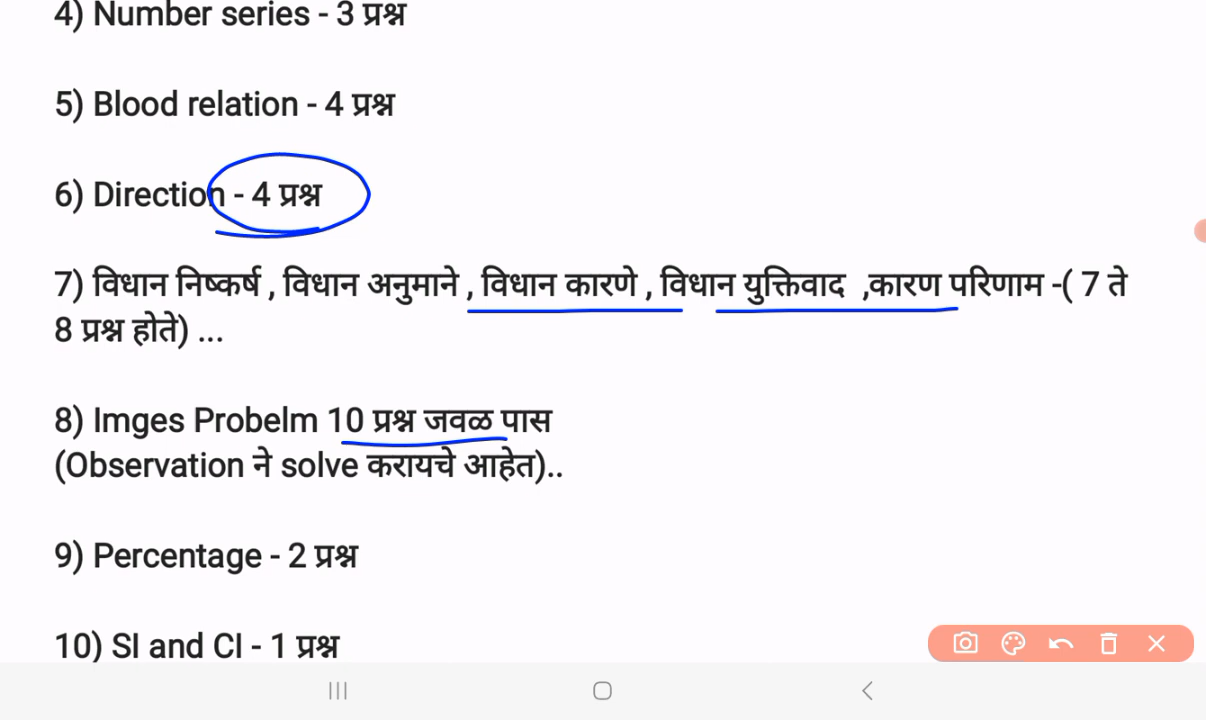 4) Number series - 3 प्रश्न
5) Blood relation - 4 प्रश्न
6) Direction - 4 प्रश्न
7) विधान निष्कर्ष , विधान अनुमाने , विधान कारणे , विधान युक्तिवाद ,कारण परिणाम -( 7 ते
8 प्रश्न होते) ...
8) Imges Probelm 10 प्रश्न जवळ पास
(Observation ने solve करायचे आहेत)..
9) Percentage - 2 प्रश्न
10) SI and CI - 1 प्रश्न